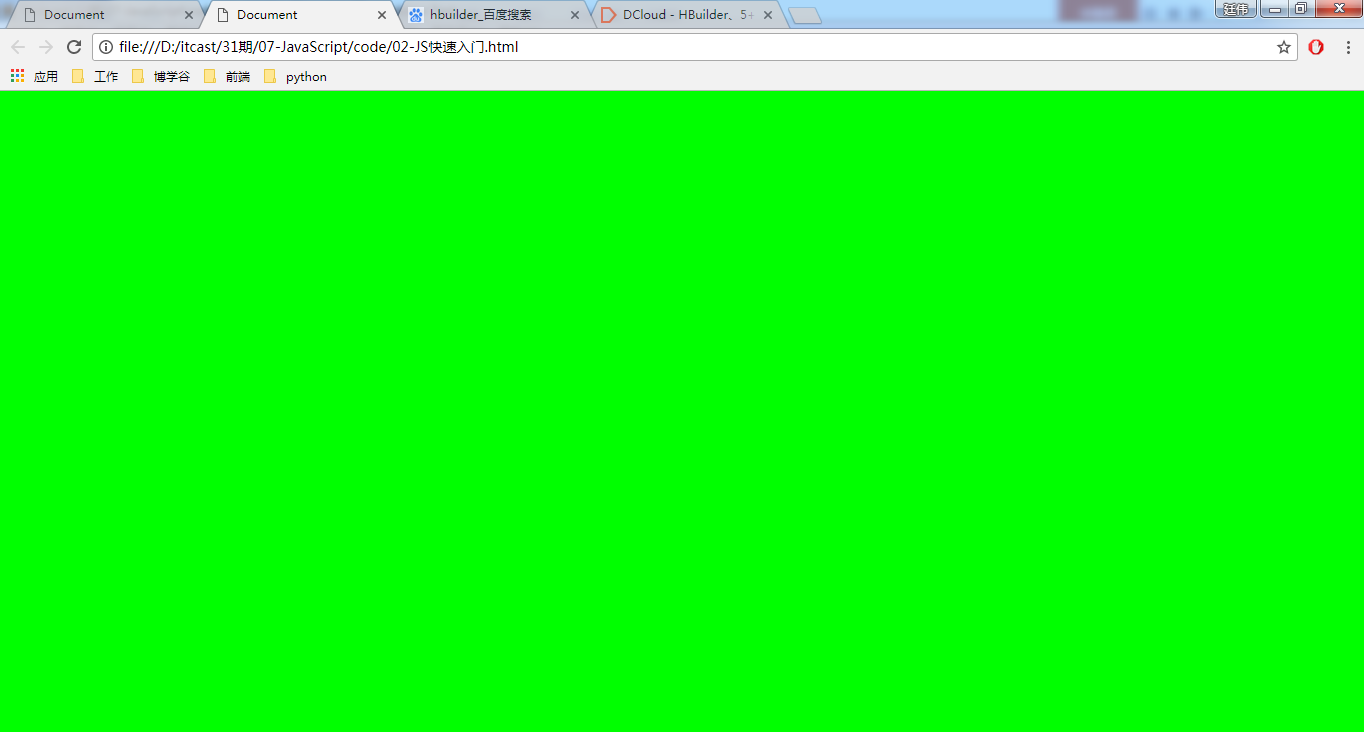 Document
Document
hbuilder_百度搜索
DCloud - HBuilder、5+
廷伟
file:///D:/itcast/31期/07-JavaScript/code/02-JS快速入门.html
应用 工作 博学谷 前端 python